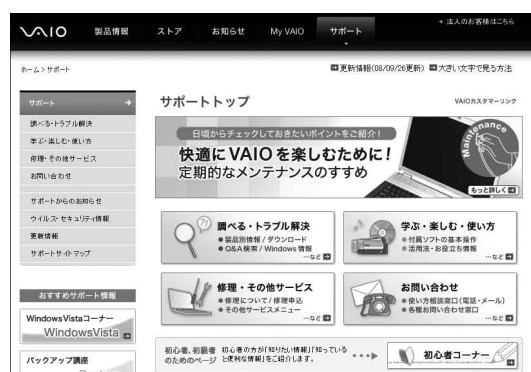 VAIO
製品情報
ストア
お知らせ
My VAIO
サポート
+ 法人のお客様はこちら
ホーム > サポート
更新情報(08/09/26更新)
大きい文字で見る方法
サポート
調べる・トラブル解決
学ぶ・楽しむ・使い方
修理・その他サービス
お問い合わせ
サポートからのお知らせ
ウイルス・セキュリティ情報
更新情報
サポートサイトマップ
おすすめサポート情報
Windows Vistaコーナー
WindowsVista
バックアップ講座
サポートトップ
VAIOカスタマーリンク
日頃からチェックしておきたいポイントをご紹介!
快適にVAIOを楽しむために!
定期的なメンテナンスのすすめ
Maintenance
もっと詳しく
調べる・トラブル解決
●製品別情報 / ダウンロード
●Q&A検索 / Windows 情報
…など
学ぶ・楽しむ・使い方
●付属ソフトの基本操作
●活用法・お役立ち情報
…など
修理・その他サービス
●修理について / 修理申込
●その他サービスメニュー
…など
お問い合わせ
●使い方相談窓口(電話・メール)
●各種お問い合わせ窓口
…など
初心者、初級者
のためのページ
初心者の方が「知りたい情報」「知っている
と便利な情報」をご紹介します。
初心者コーナー